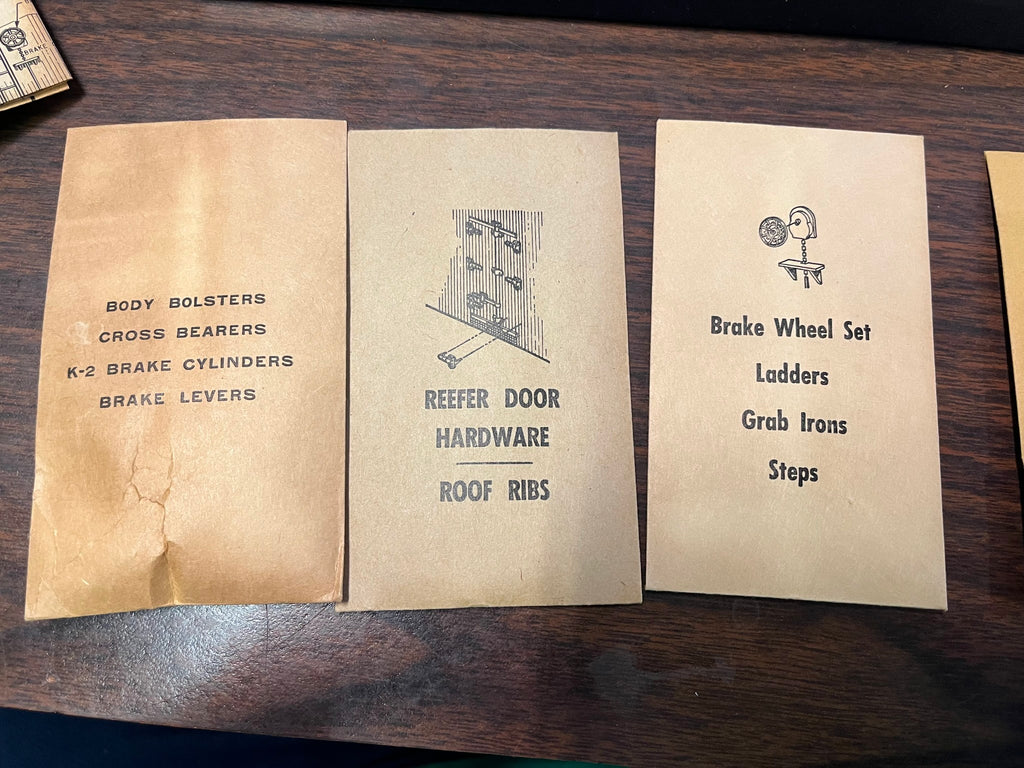 BRAKE
BODY BOLSTERS
CROSS BEARERS
K-2 BRAKE CYLINDERS
BRAKE LEVERS
REEFER DOOR
HARDWARE
ROOF RIBS
Brake Wheel Set
Ladders
Grab Irons
Steps